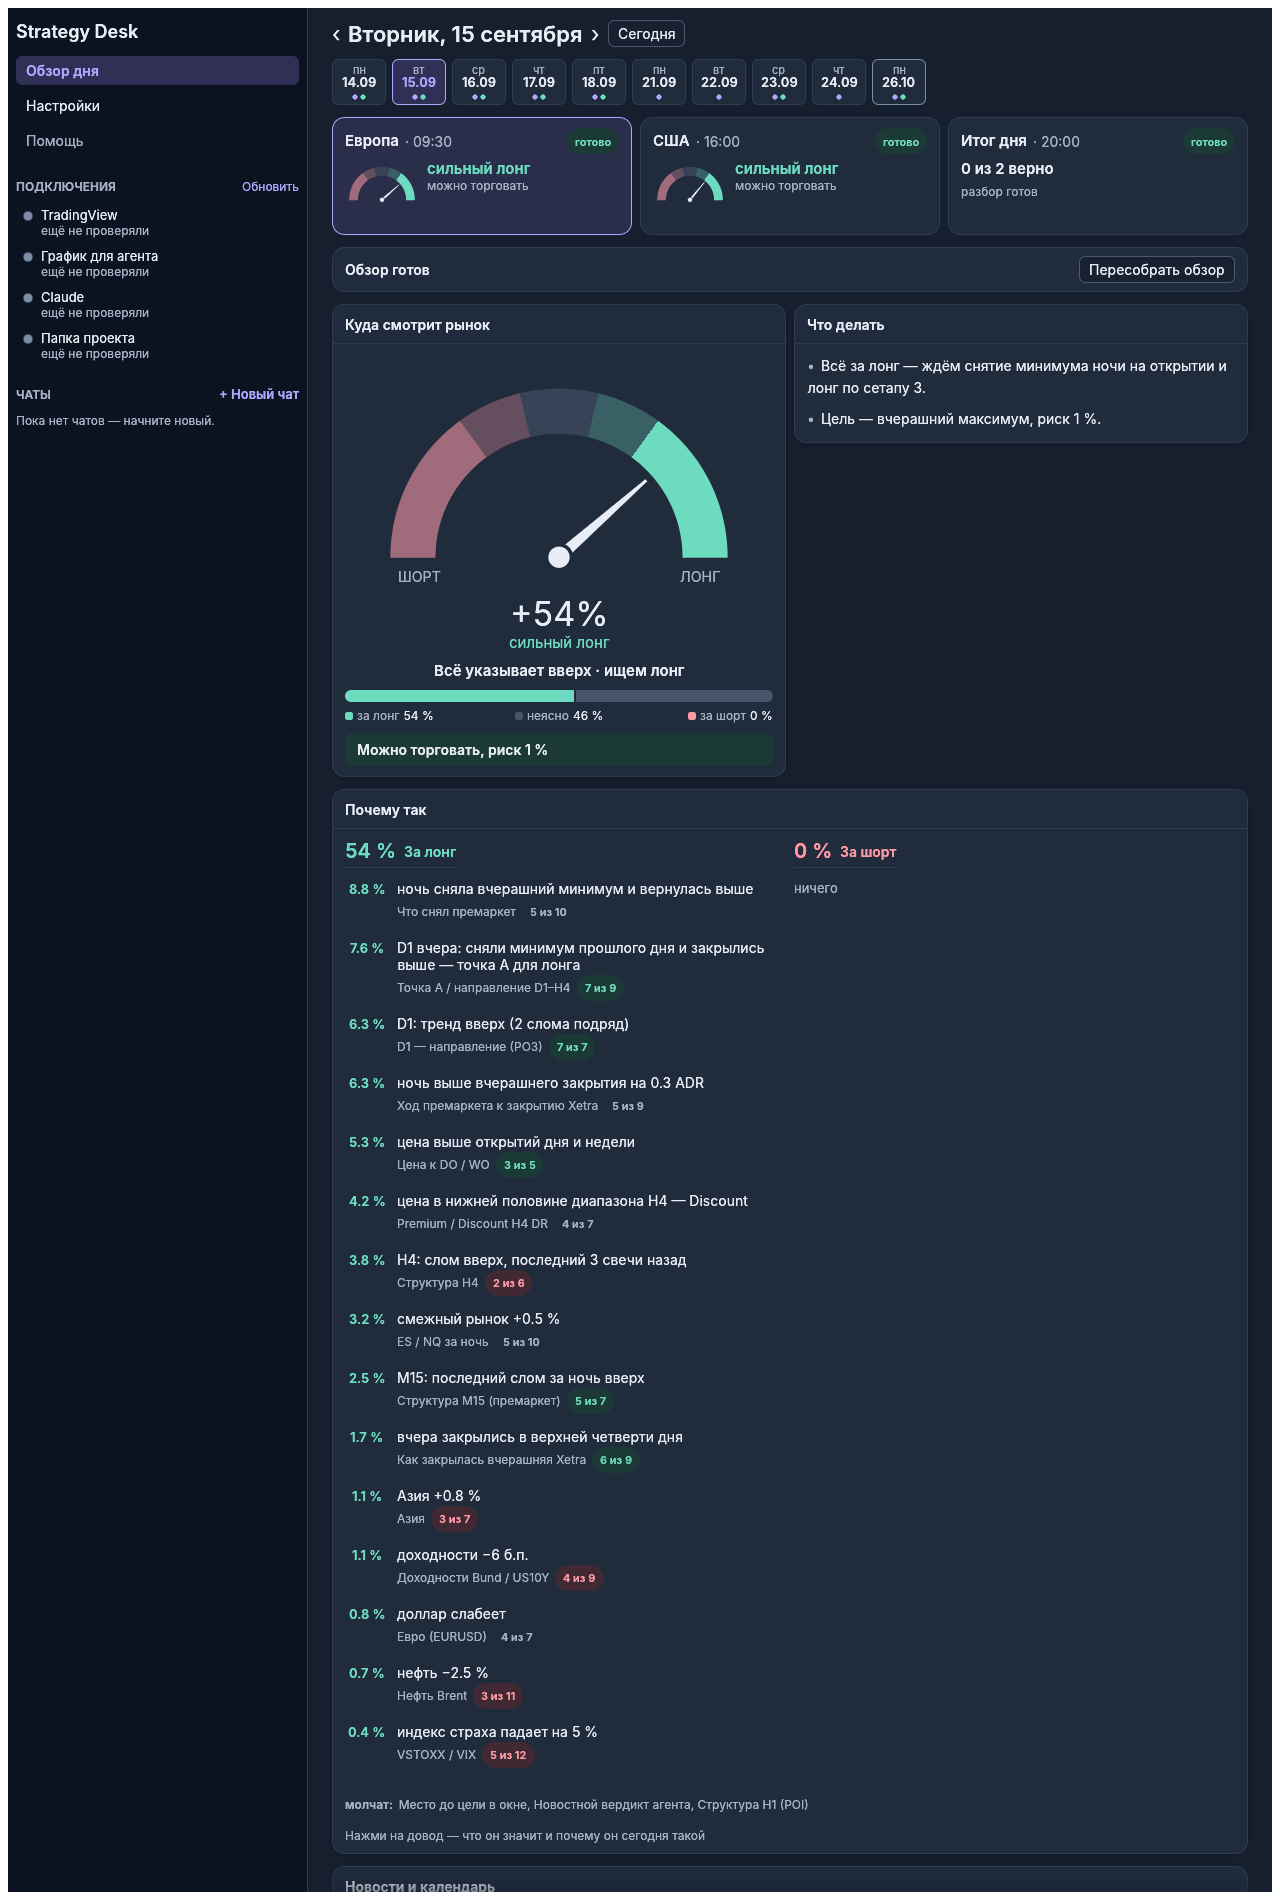 Strategy Desk
Обзор дня
Настройки
Помощь
ПОДКЛЮЧЕНИЯ
Обновить
TradingView
ещё не проверяли
График для агента
ещё не проверяли
Claude
ещё не проверяли
Папка проекта
ещё не проверяли
ЧАТЫ
+ Новый чат
Пока нет чатов — начните новый.
‹ Вторник, 15 сентября › Сегодня
пн 14.09
вт 15.09
ср 16.09
чт 17.09
пт 18.09
пн 21.09
вт 22.09
ср 23.09
чт 24.09
пн 26.10
Европа · 09:30 готово
СИЛЬНЫЙ ЛОНГ
можно торговать
США · 16:00 готово
СИЛЬНЫЙ ЛОНГ
можно торговать
Итог дня · 20:00 готово
0 из 2 верно
разбор готов
Обзор готов
Пересобрать обзор
Куда смотрит рынок
ШОРТ
ЛОНГ
+54%
СИЛЬНЫЙ ЛОНГ
Всё указывает вверх · ищем лонг
за лонг 54 %
неясно 46 %
за шорт 0 %
Можно торговать, риск 1 %
Что делать
• Всё за лонг — ждём снятие минимума ночи на открытии и
лонг по сетапу 3.
• Цель — вчерашний максимум, риск 1 %.
Почему так
54 % За лонг
8.8 % ночь сняла вчерашний минимум и вернулась выше
Что снял премаркет 5 из 10
7.6 % D1 вчера: сняли минимум прошлого дня и закрылись
выше — точка А для лонга
Точка А / направление D1–H4 7 из 9
6.3 % D1: тренд вверх (2 слома подряд)
D1 — направление (PO3) 7 из 7
6.3 % ночь выше вчерашнего закрытия на 0.3 ADR
Ход премаркета к закрытию Xetra 5 из 9
5.3 % цена выше открытий дня и недели
Цена к DO / WO 3 из 5
4.2 % цена в нижней половине диапазона H4 — Discount
Premium / Discount H4 DR 4 из 7
3.8 % H4: слом вверх, последний 3 свечи назад
Структура H4 2 из 6
3.2 % смежный рынок +0.5 %
ES / NQ за ночь 5 из 10
2.5 % M15: последний слом за ночь вверх
Структура M15 (премаркет) 5 из 7
1.7 % вчера закрылись в верхней четверти дня
Как закрылась вчерашняя Xetra 6 из 9
1.1 % Азия +0.8 %
Азия 3 из 7
1.1 % доходности −6 б.п.
Доходности Bund / US10Y 4 из 9
0.8 % доллар слабеет
Евро (EURUSD) 4 из 7
0.7 % нефть −2.5 %
Нефть Brent 3 из 11
0.4 % индекс страха падает на 5 %
VSTOXX / VIX 5 из 12
0 % За шорт
ничего
молчат: Место до цели в окне, Новостной вердикт агента, Структура H1 (POI)
Нажми на довод — что он значит и почему он сегодня такой
Новости и календарь